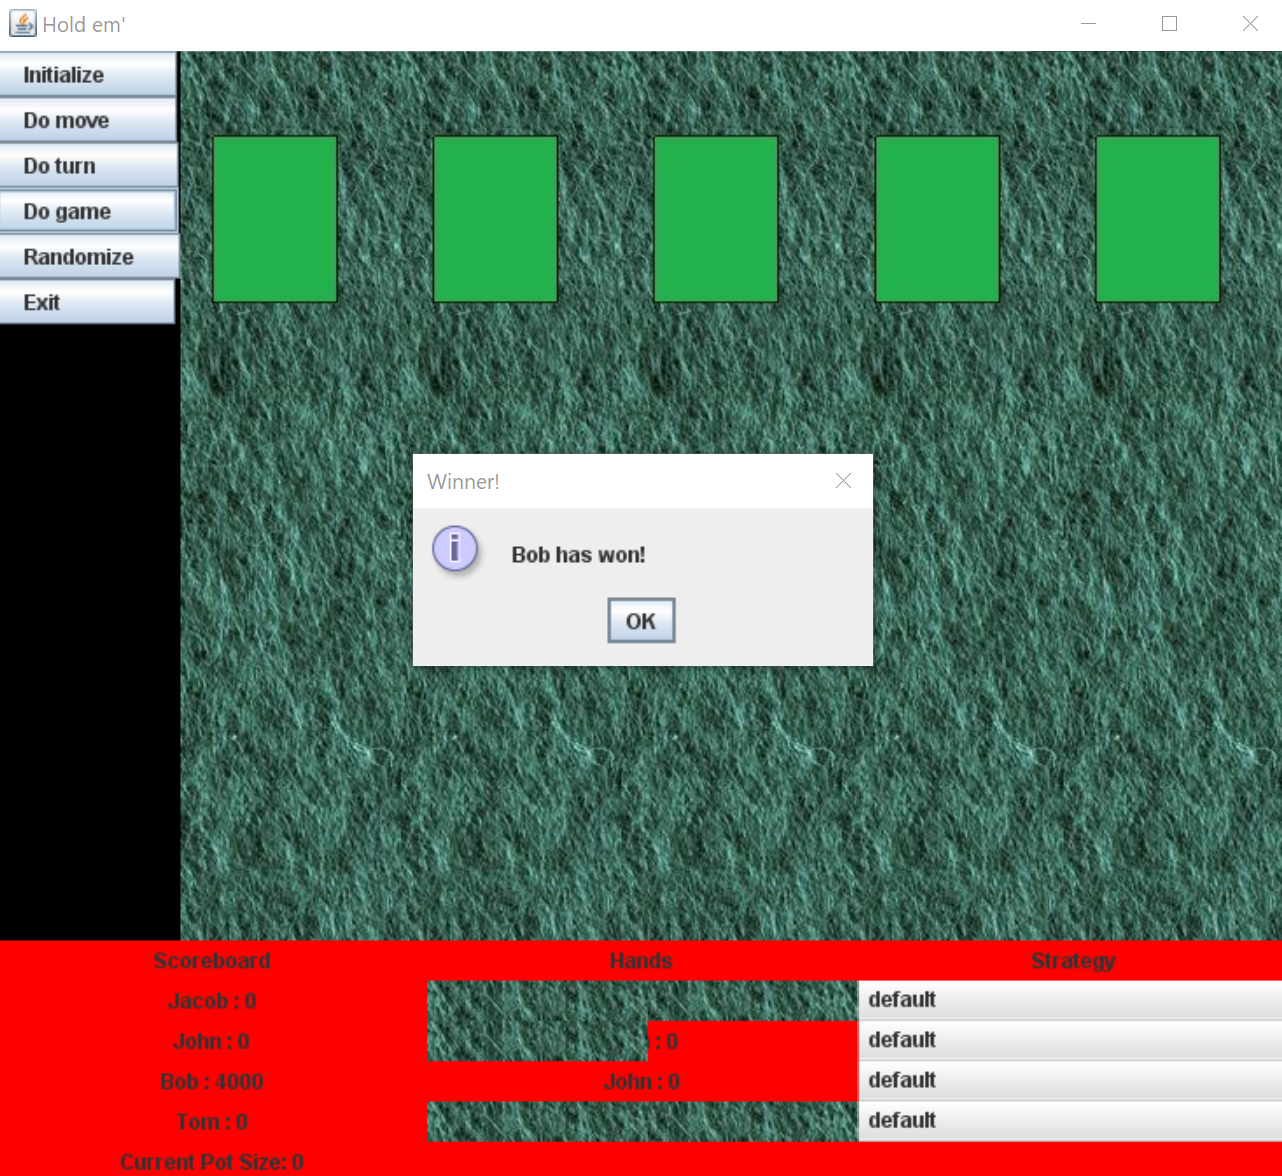 Hold em'
Initialize
Do move
Do turn
Do game
Randomize
Exit
Winner!
Bob has won!
OK
Scoreboard Hands Strategy
Jacob : 0 default
John : 0 : 0 default
Bob : 4000 John : 0 default
Tom : 0 default
Current Pot Size: 0